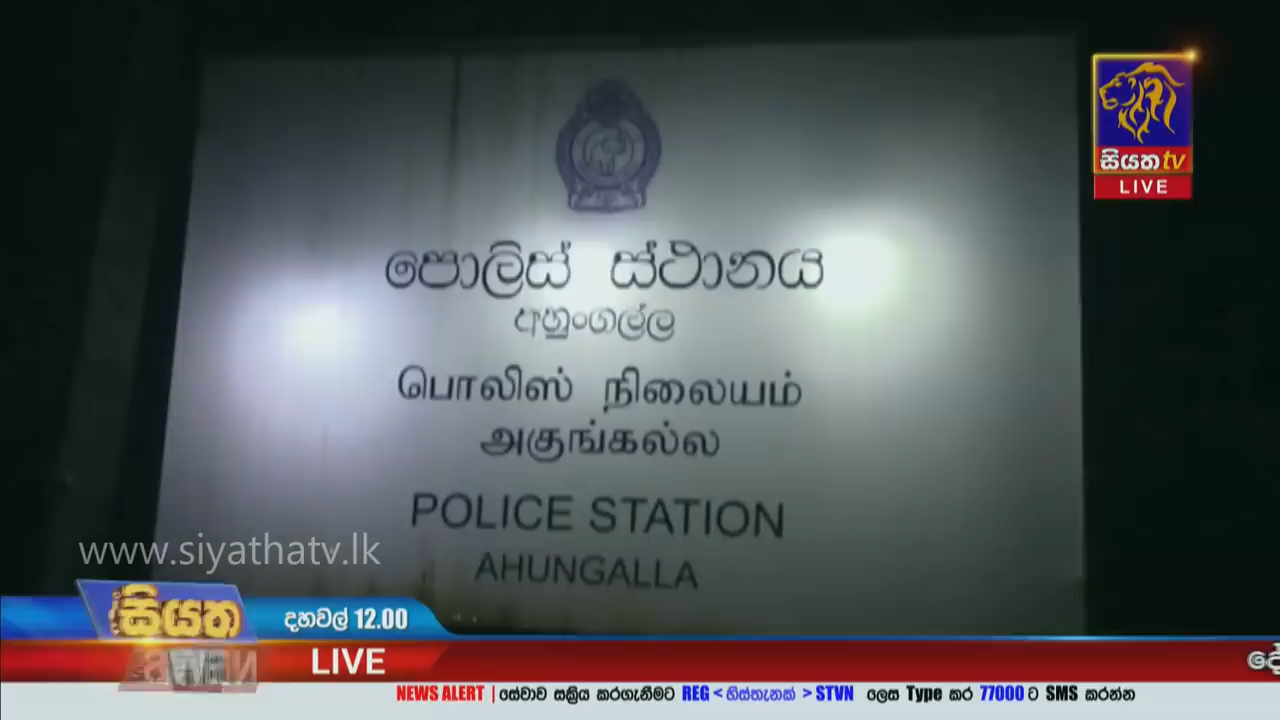 සියත tv
LIVE
පොලිස් ස්ථානය
අහුංගල්ල
பொலிஸ் நிலையம்
அகுங்கல்ல
POLICE STATION
AHUNGALLA
www.siyathatv.lk
සියත
දහවල් 12.00
LIVE
NEWS ALERT | සේවාව සක්‍රිය කරගැනීමට REG < හිස්තැනක් > STVN ලෙස Type කර 77000 ට SMS කරන්න